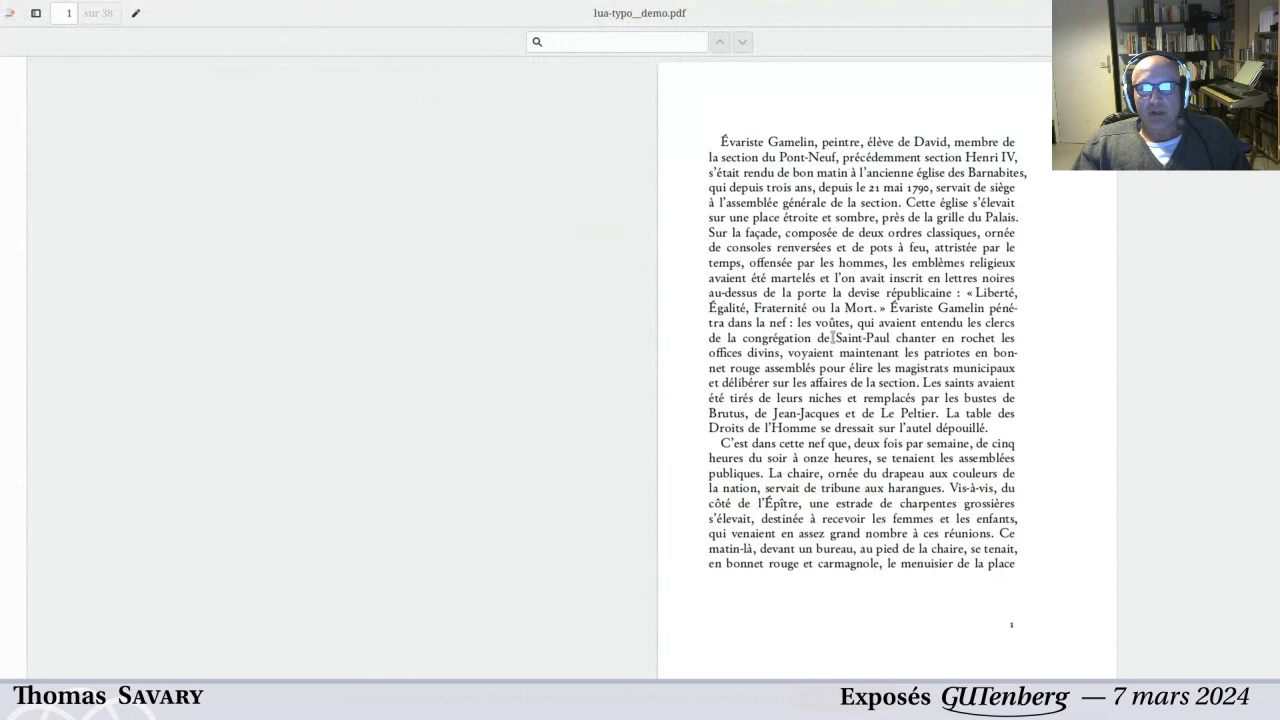 1 sur 38
lua-typo__demo.pdf
Évariste Gamelin, peintre, élève de David, membre de
la section du Pont-Neuf, précédemment section Henri IV,
s’était rendu de bon matin à l’ancienne église des Barnabites,
qui depuis trois ans, depuis le 21 mai 1790, servait de siège
à l’assemblée générale de la section. Cette église s’élevait
sur une place étroite et sombre, près de la grille du Palais.
Sur la façade, composée de deux ordres classiques, ornée
de consoles renversées et de pots à feu, attristée par le
temps, offensée par les hommes, les emblèmes religieux
avaient été martelés et l’on avait inscrit en lettres noires
au-dessus de la porte la devise républicaine : « Liberté,
Égalité, Fraternité ou la Mort. » Évariste Gamelin péné-
tra dans la nef : les voûtes, qui avaient entendu les clercs
de la congrégation de Saint-Paul chanter en rochet les
offices divins, voyaient maintenant les patriotes en bon-
net rouge assemblés pour élire les magistrats municipaux
et délibérer sur les affaires de la section. Les saints avaient
été tirés de leurs niches et remplacés par les bustes de
Brutus, de Jean-Jacques et de Le Peltier. La table des
Droits de l’Homme se dressait sur l’autel dépouillé.
C’est dans cette nef que, deux fois par semaine, de cinq
heures du soir à onze heures, se tenaient les assemblées
publiques. La chaire, ornée du drapeau aux couleurs de
la nation, servait de tribune aux harangues. Vis-à-vis, du
côté de l’Épître, une estrade de charpentes grossières
s’élevait, destinée à recevoir les femmes et les enfants,
qui venaient en assez grand nombre à ces réunions. Ce
matin-là, devant un bureau, au pied de la chaire, se tenait,
en bonnet rouge et carmagnole, le menuisier de la place
1
Thomas SAVARY
Exposés GUTenberg — 7 mars 2024